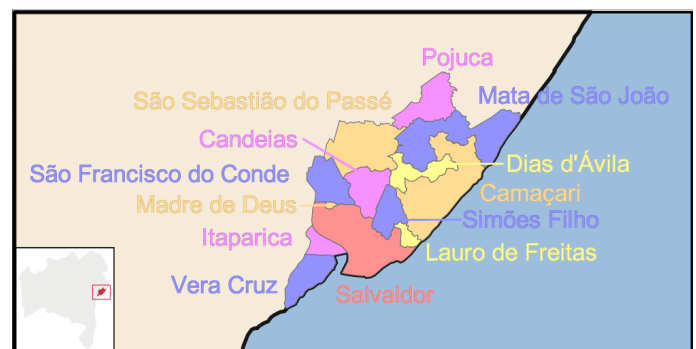 Pojuca
Mata de São João
São Sebastião do Passé
Candeias
Dias d'Ávila
São Francisco do Conde
Camaçari
Madre de Deus
Simões Filho
Itaparica
Lauro de Freitas
Vera Cruz
Salvaldor